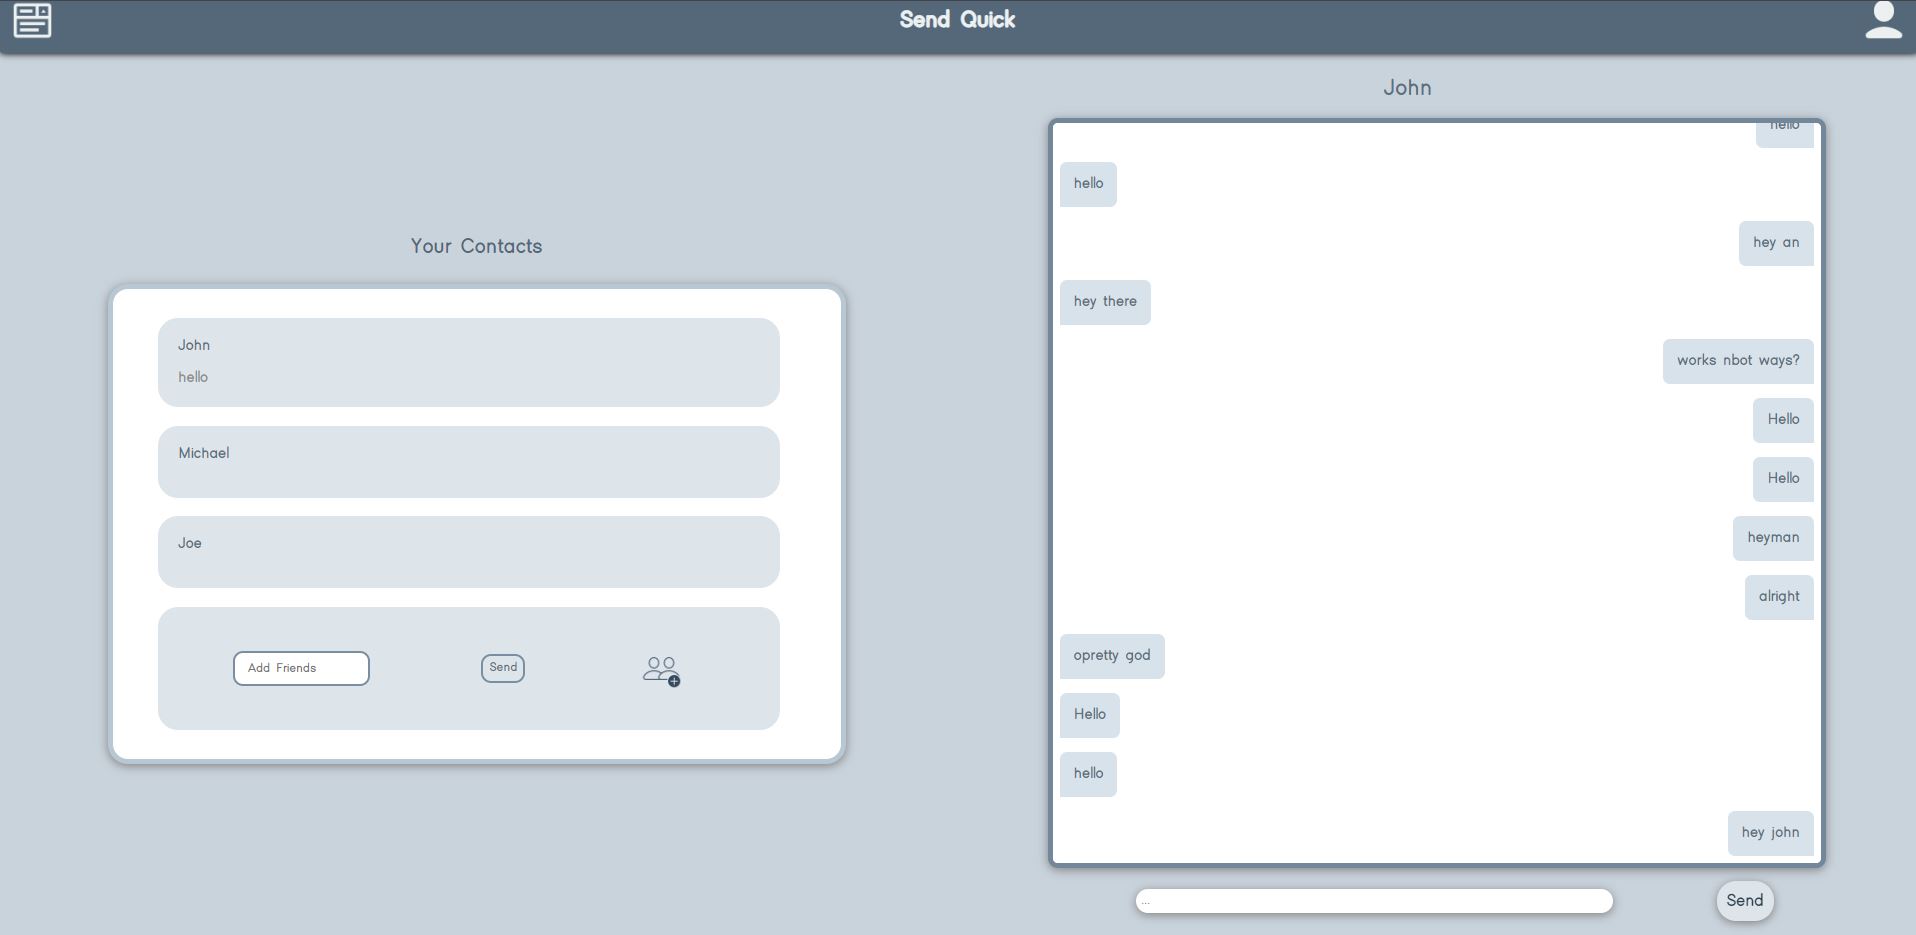 Send Quick
Your Contacts
John
hello
Michael
Joe
Add Friends
Send
John
hello
hello
hey an
hey there
works nbot ways?
Hello
Hello
heyman
alright
opretty god
Hello
hello
hey john
...
Send